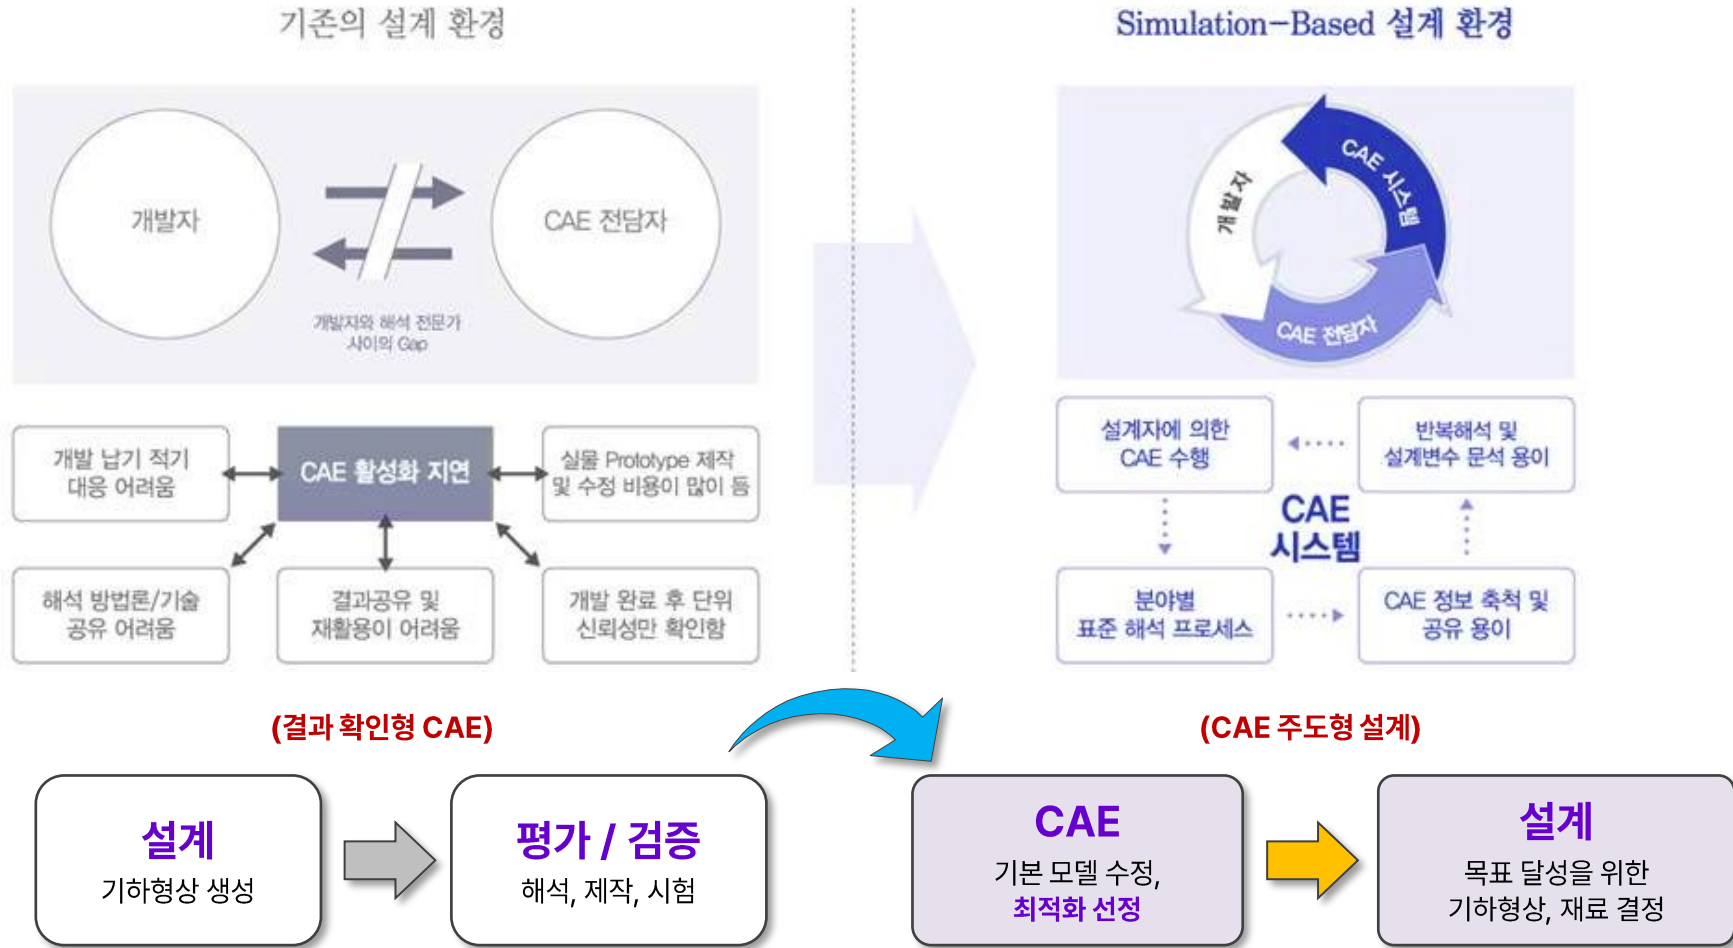 기존의 설계 환경
Simulation-Based 설계 환경
개발자
CAE 전담자
개발자와 해석 전문가
사이의 Gap
개발자
CAE 시스템
CAE 전담자
개발 납기 적기
대응 어려움
CAE 활성화 지연
실물 Prototype 제작
및 수정 비용이 많이 듬
해석 방법론/기술
공유 어려움
결과공유 및
재활용이 어려움
개발 완료 후 단위
신뢰성만 확인함
설계자에 의한
CAE 수행
반복해석 및
설계변수 문석 용이
CAE
시스템
분야별
표준 해석 프로세스
CAE 정보 축척 및
공유 용이
(결과 확인형 CAE)
(CAE 주도형 설계)
설계
기하형상 생성
평가 / 검증
해석, 제작, 시험
CAE
기본 모델 수정,
최적화 선정
설계
목표 달성을 위한
기하형상, 재료 결정